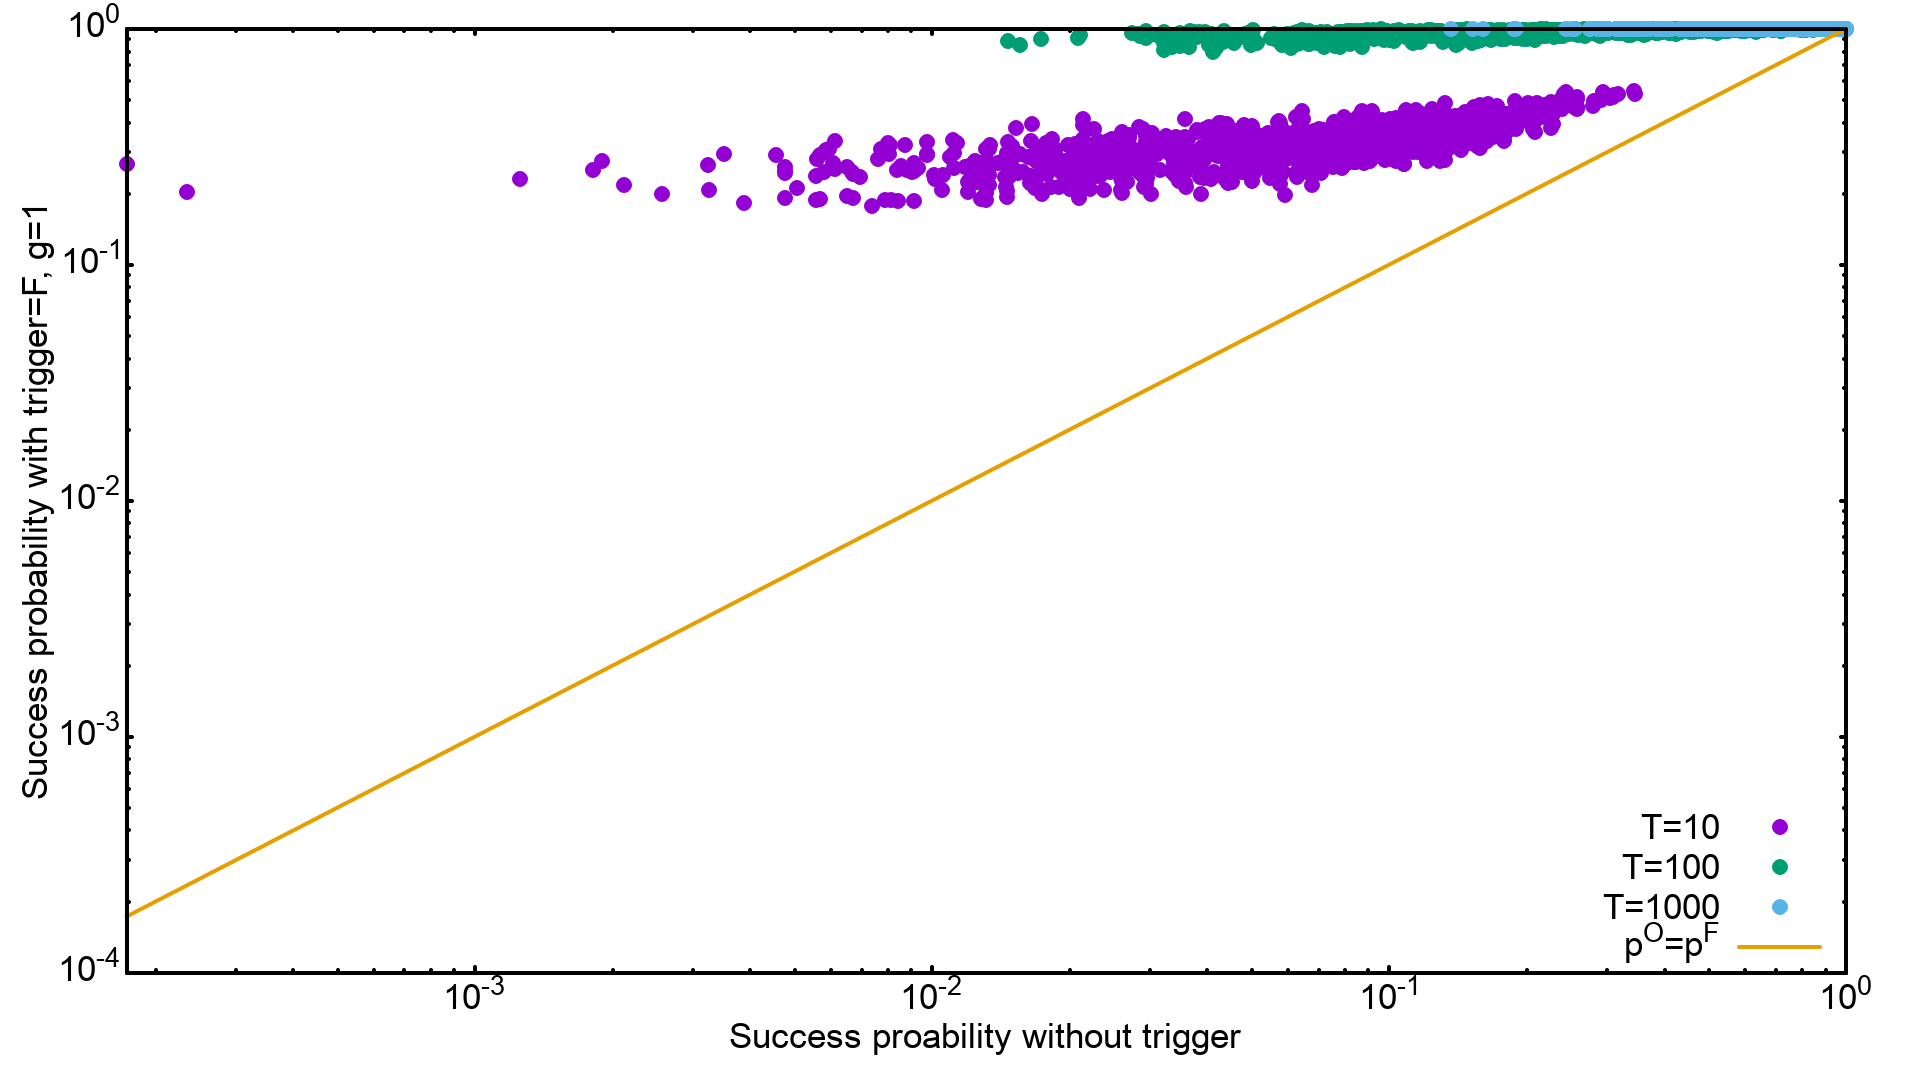 10^0
10^-1
10^-2
10^-3
10^-4
Success probability with trigger=F, g=1
T=10
T=100
T=1000
p^O=p^F
10^-3
10^-2
10^-1
10^0
Success proability without trigger